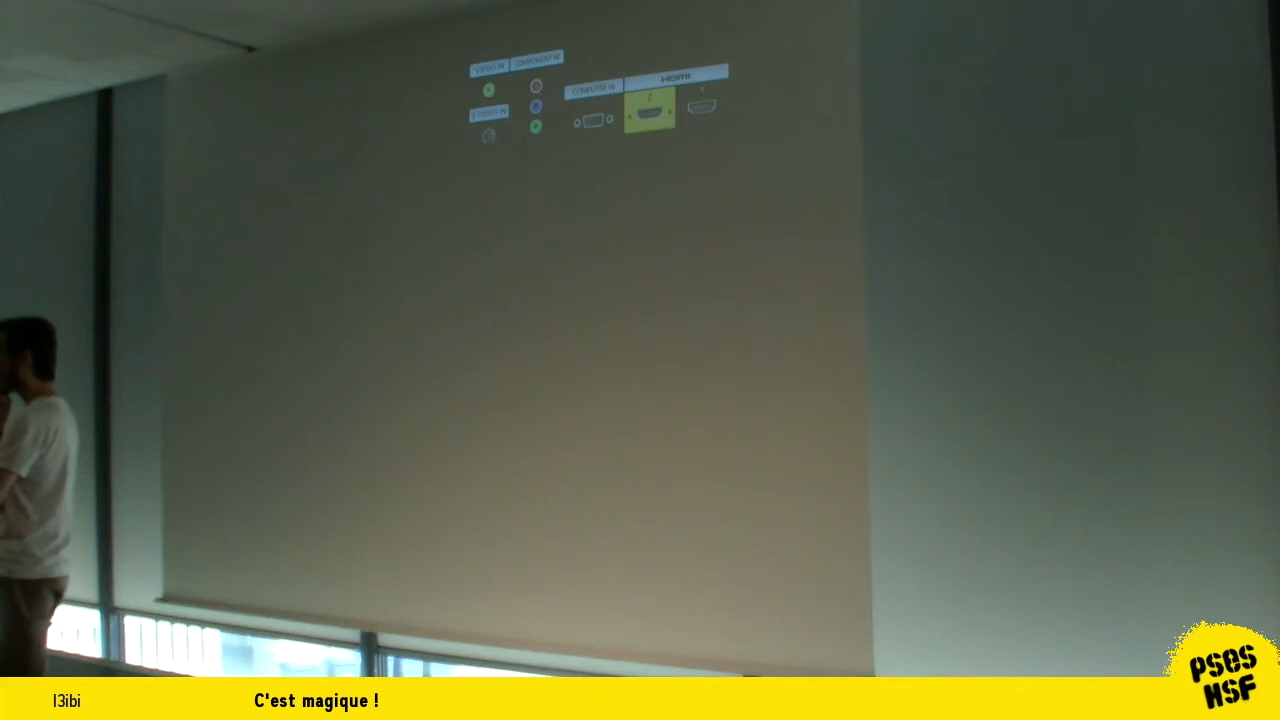 VIDEO IN
COMPONENT IN
S-VIDEO IN
COMPUTER IN
HDMI
2
1
l3ibi
C'est magique !
PSES
HSF